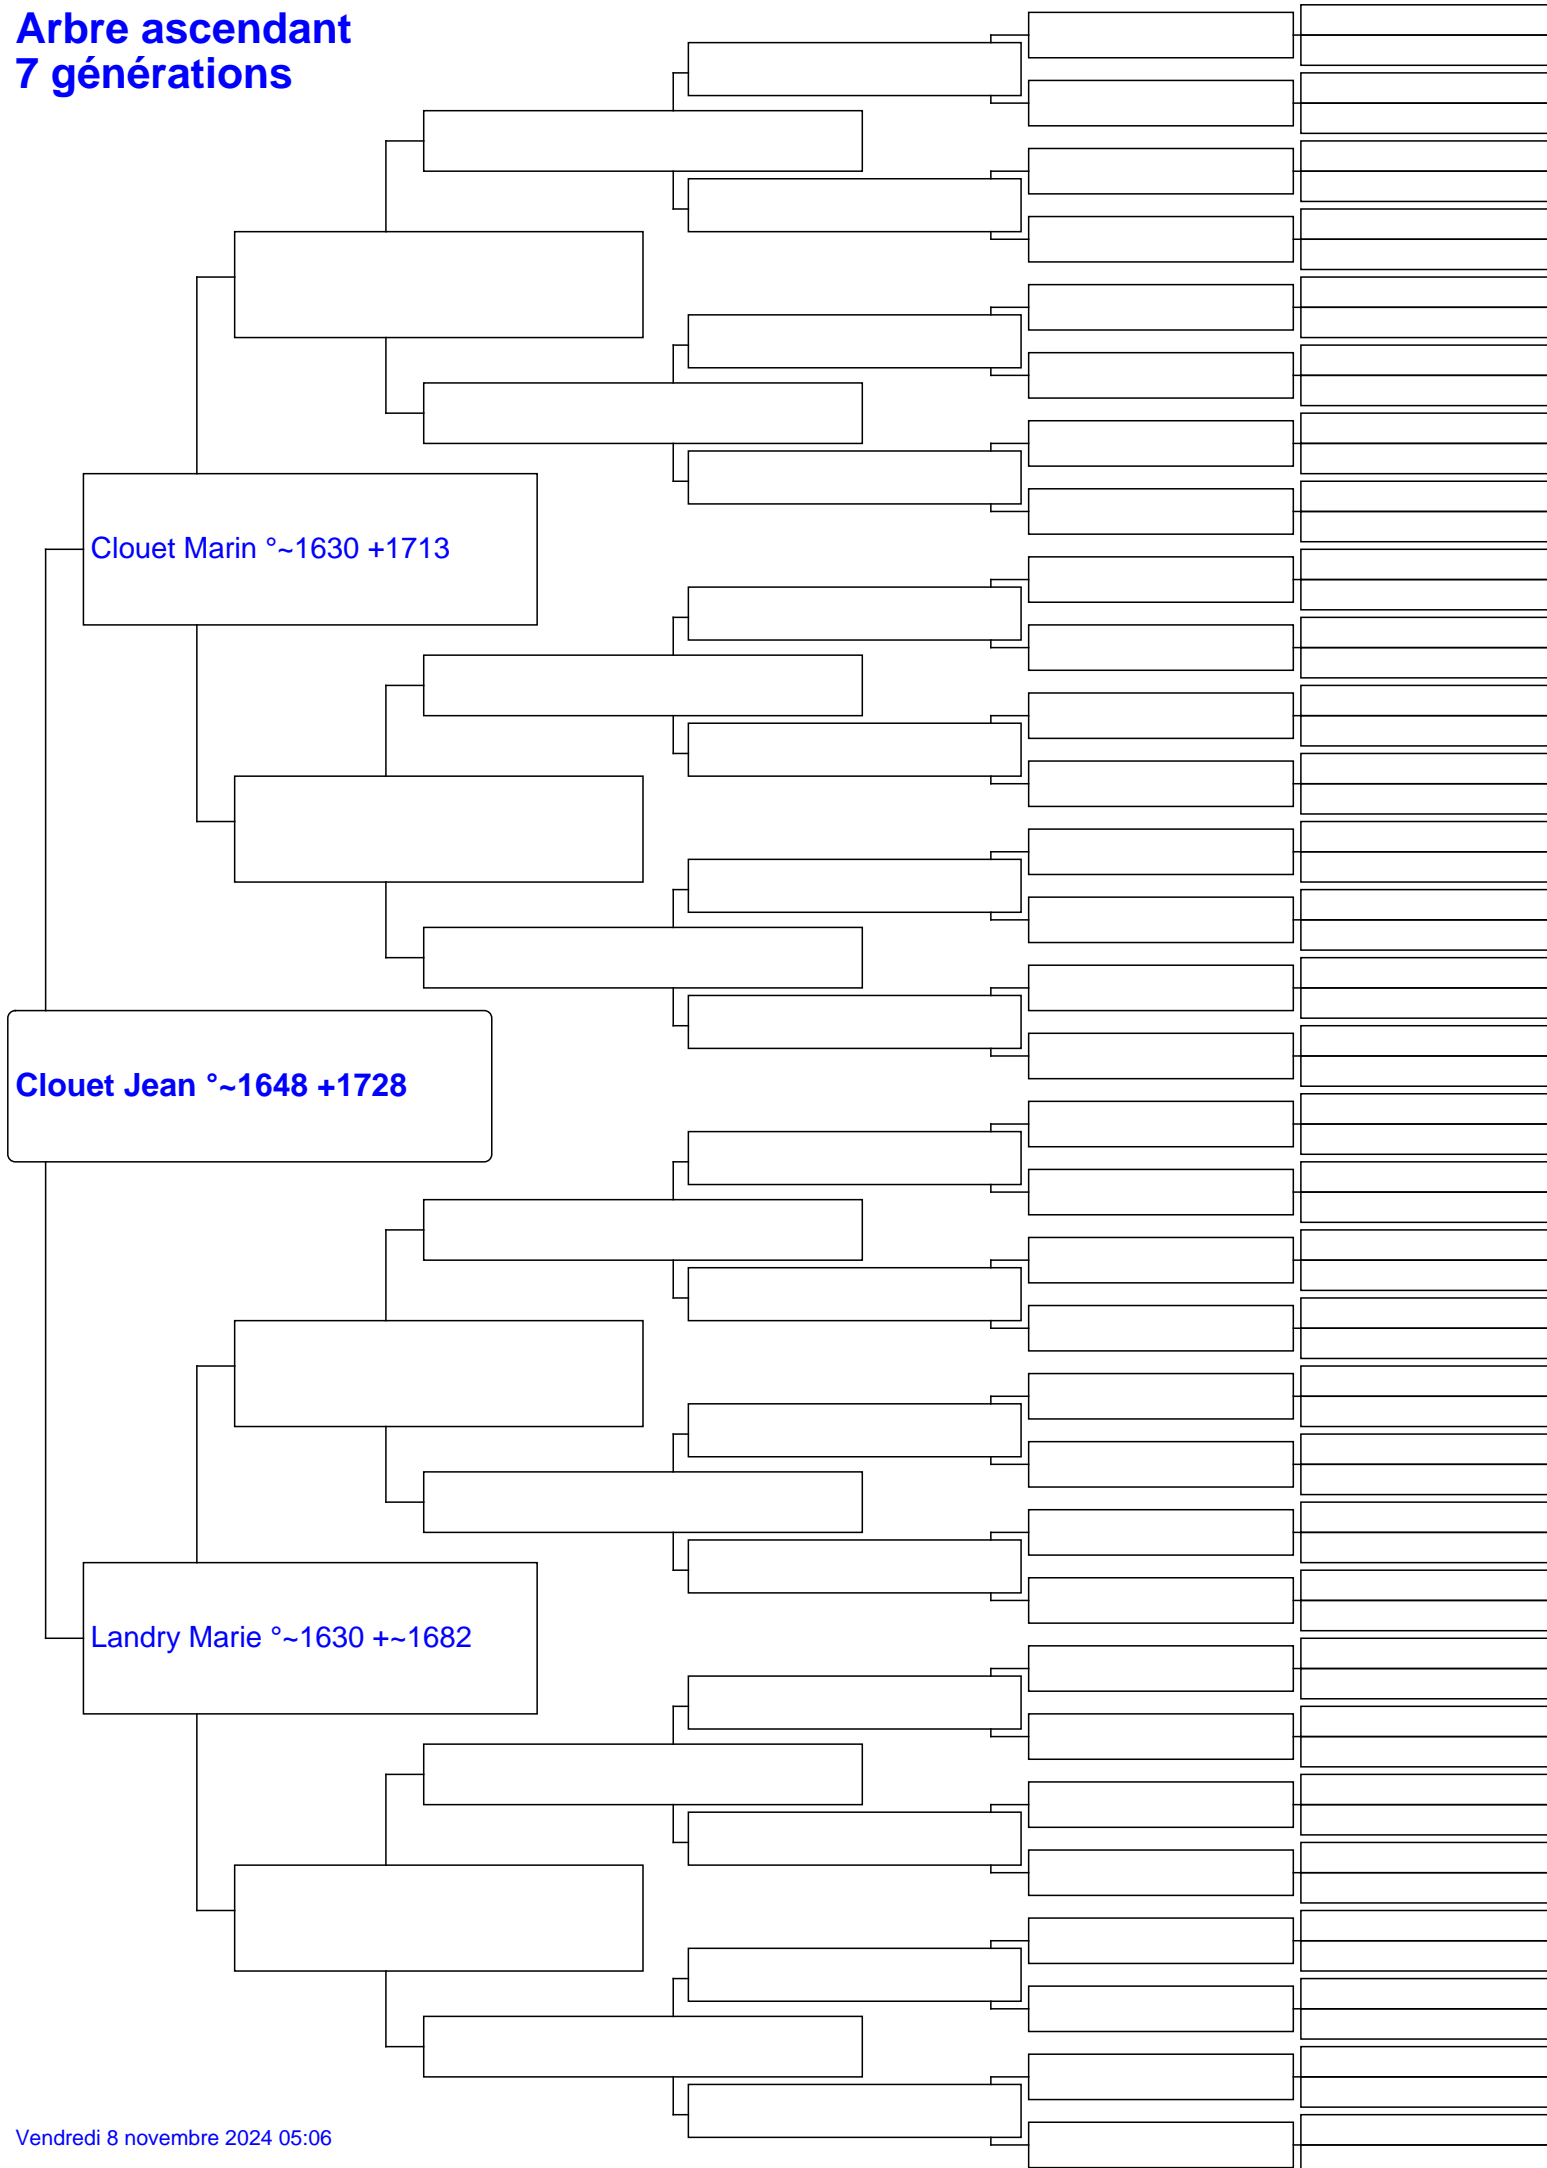 Arbre ascendant
7 générations
Clouet Marin °~1630 +1713
Clouet Jean °~1648 +1728
Landry Marie °~1630 +~1682
Vendredi 8 novembre 2024 05:06